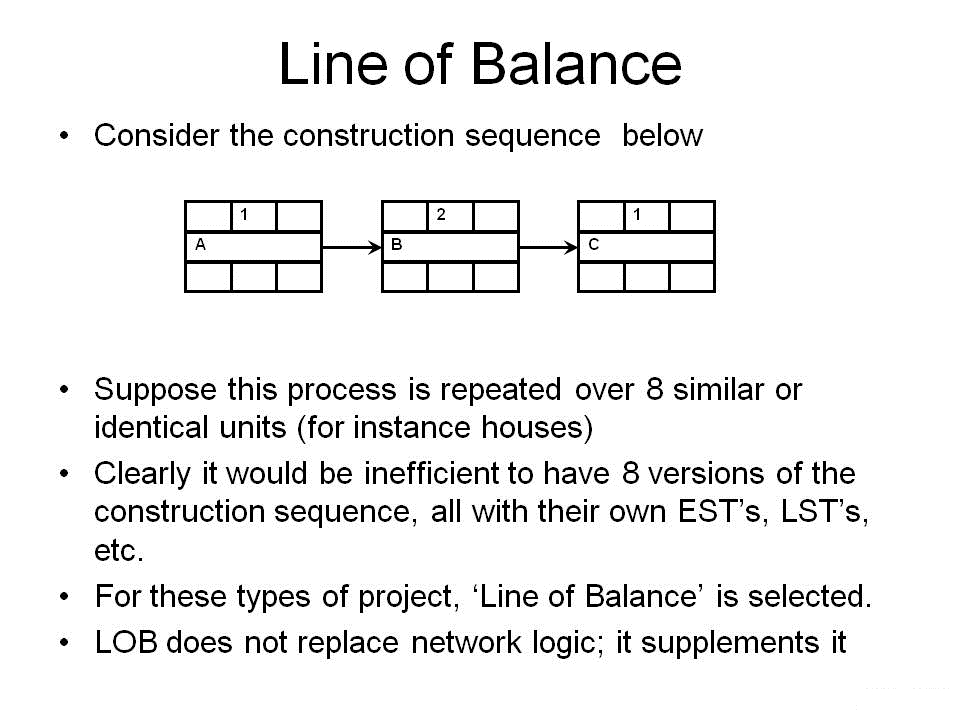 Line of Balance
• Consider the construction sequence below
1 2 1
A B C
• Suppose this process is repeated over 8 similar or
identical units (for instance houses)
• Clearly it would be inefficient to have 8 versions of the
construction sequence, all with their own EST’s, LST’s,
etc.
• For these types of project, ‘Line of Balance’ is selected.
• LOB does not replace network logic; it supplements it